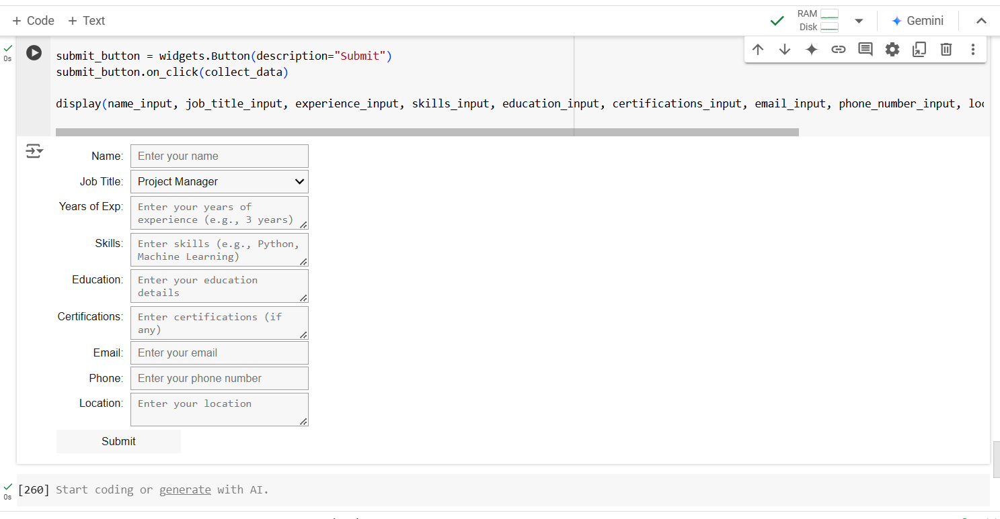 + Code + Text
RAM
Disk
Gemini
0s
submit_button = widgets.Button(description="Submit")
submit_button.on_click(collect_data)
display(name_input, job_title_input, experience_input, skills_input, education_input, certifications_input, email_input, phone_number_input, loc
Name: Enter your name
Job Title: Project Manager
Years of Exp: Enter your years of
experience (e.g., 3 years)
Skills: Enter skills (e.g., Python,
Machine Learning)
Education: Enter your education
details
Certifications: Enter certifications (if
any)
Email: Enter your email
Phone: Enter your phone number
Location: Enter your location
Submit
[260] Start coding or generate with AI.
0s